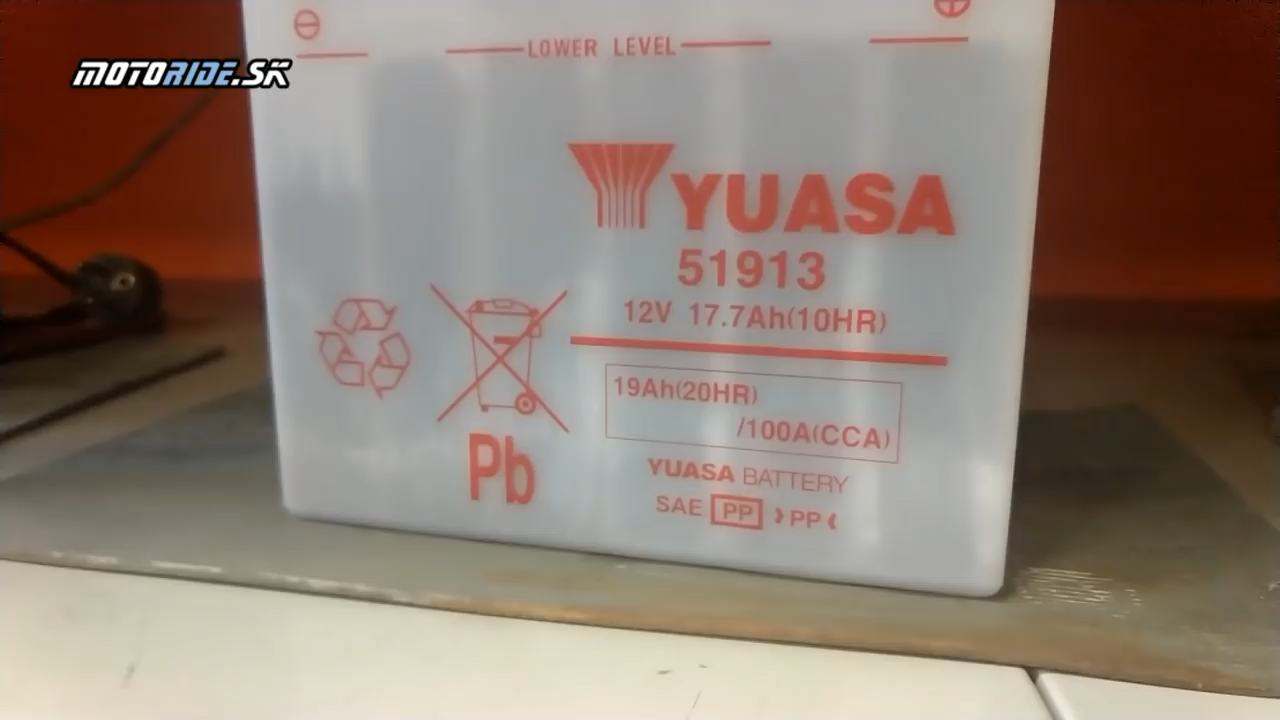 LOWER LEVEL
MOTORIDE.SK
YUASA
51913
12V 17.7Ah(10HR)
19Ah(20HR)
/100A(CCA)
Pb
YUASA BATTERY
SAE PP >PP<